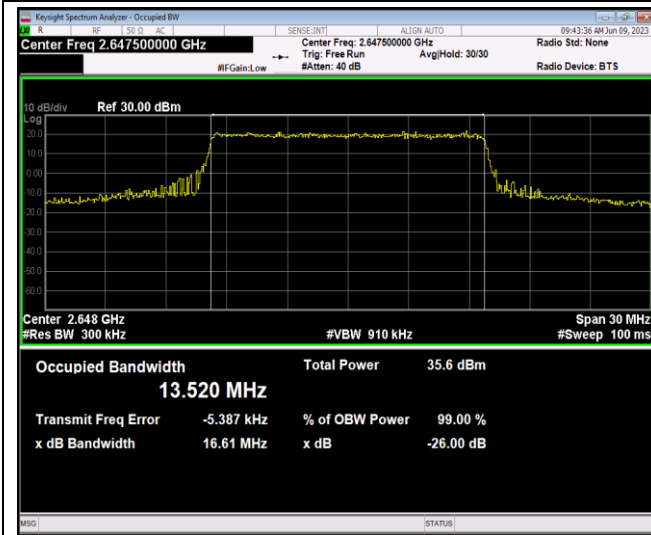 Keysight Spectrum Analyzer - Occupied BW
R RF 50 Ω AC SENSE:INT ALIGN AUTO 09:43:36 AM Jun 09, 2023
Center Freq 2.647500000 GHz Center Freq: 2.647500000 GHz Radio Std: None
Trig: Free Run Avg|Hold: 30/30
#IFGain:Low #Atten: 40 dB Radio Device: BTS
10 dB/div Ref 30.00 dBm
Log
20.0
10.0
0.00
-10.0
-20.0
-30.0
-40.0
-50.0
-60.0
Center 2.648 GHz Span 30 MHz
#Res BW 300 kHz #VBW 910 kHz #Sweep 100 ms
Occupied Bandwidth Total Power 35.6 dBm
13.520 MHz
Transmit Freq Error -5.387 kHz % of OBW Power 99.00 %
x dB Bandwidth 16.61 MHz x dB -26.00 dB
MSG STATUS